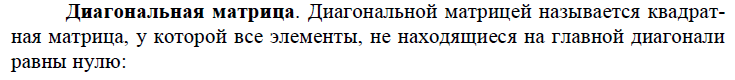 Диагональная матрица. Диагональной матрицей называется квадрат-
ная матрица, у которой все элементы, не находящиеся на главной диагонали
равны нулю: